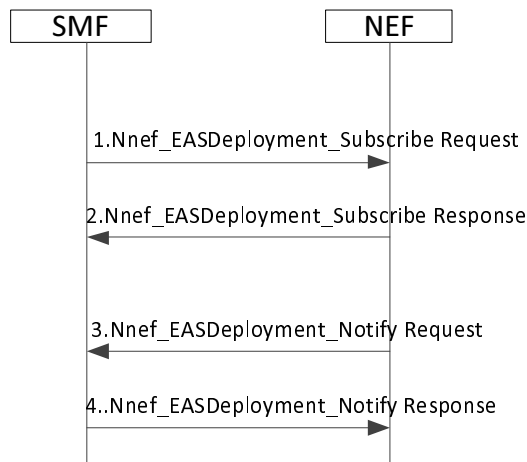 SMF
NEF
1.Nnef_EASDeployment_Subscribe Request
2.Nnef_EASDeployment_Subscribe Response
3.Nnef_EASDeployment_Notify Request
4..Nnef_EASDeployment_Notify Response